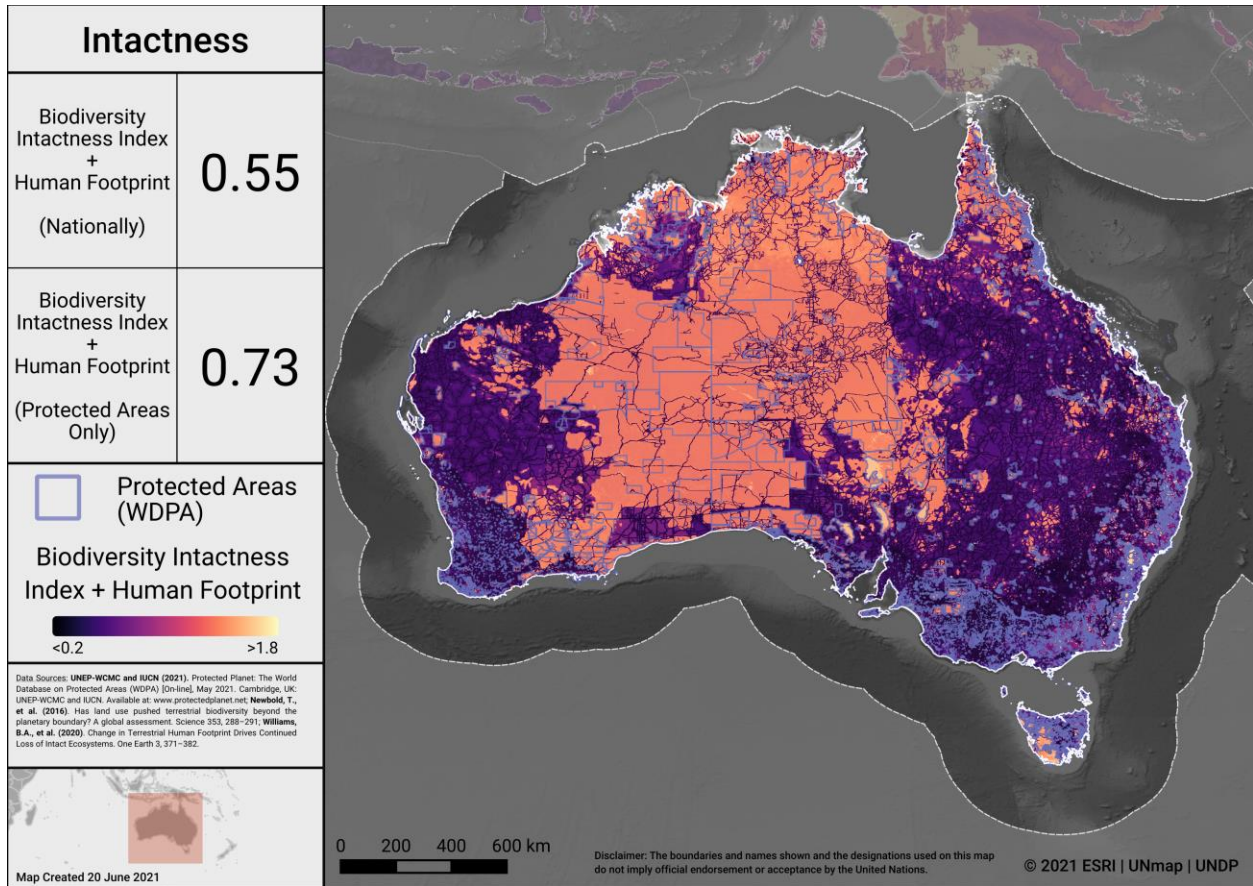 Intactness
Biodiversity
Intactness Index
+
Human Footprint
(Nationally)
0.55
Biodiversity
Intactness Index
+
Human Footprint
(Protected Areas
Only)
0.73
Protected Areas
(WDPA)
Biodiversity Intactness
Index + Human Footprint
<0.2
>1.8
Data Sources: UNEP-WCMC and IUCN (2021). Protected Planet: The World
Database on Protected Areas (WDPA) [On-line], May 2021. Cambridge, UK:
UNEP-WCMC and IUCN. Available at: www.protectedplanet.net; Newbold, T.,
et al. (2016). Has land use pushed terrestrial biodiversity beyond the
planetary boundary? A global assessment. Science 353, 288–291; Williams,
B.A., et al. (2020). Change in Terrestrial Human Footprint Drives Continued
Loss of Intact Ecosystems. One Earth 3, 371–382.
Map Created 20 June 2021
0 200 400 600 km
Disclaimer: The boundaries and names shown and the designations used on this map
do not imply official endorsement or acceptance by the United Nations.
© 2021 ESRI | UNmap | UNDP